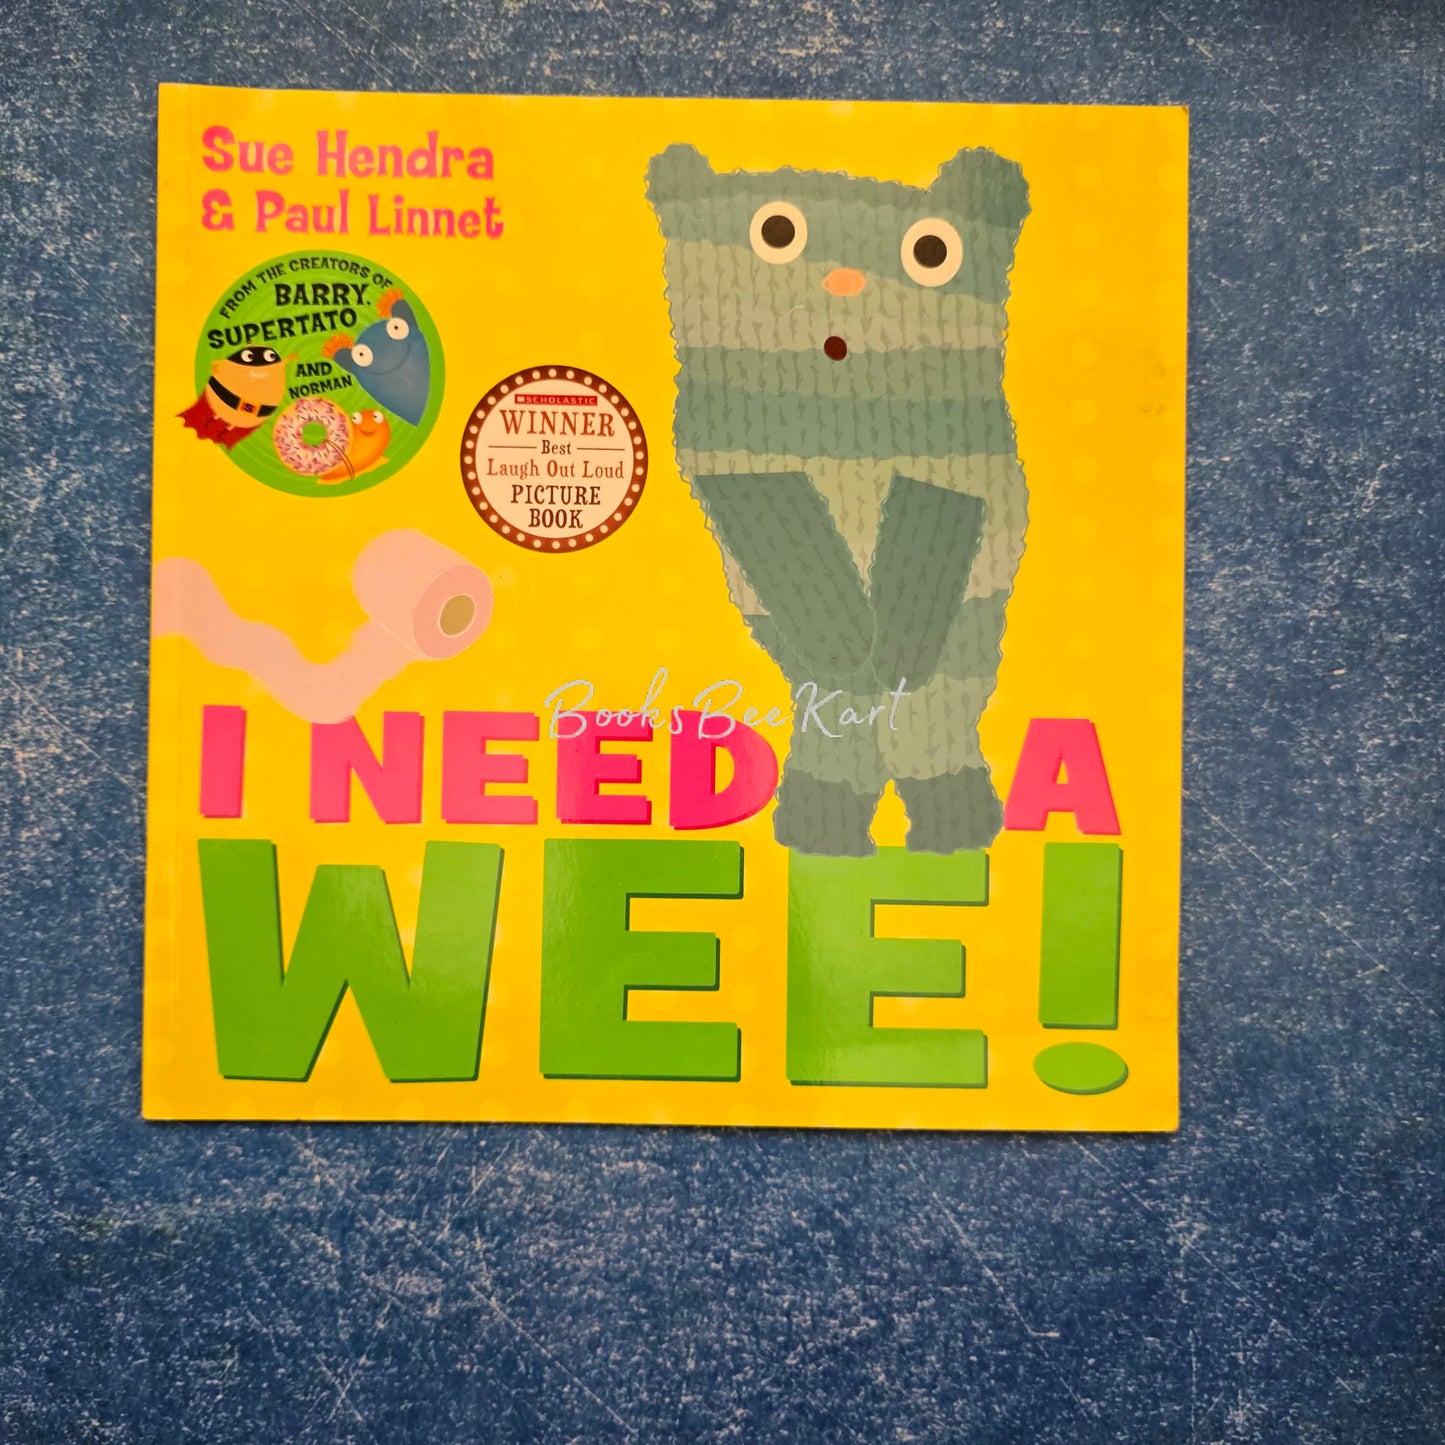 Sue Hendra
& Paul Linnet
FROM THE CREATORS OF
BARRY,
SUPERTATO
AND
NORMAN
S
SCHOLASTIC
WINNER
Best
Laugh Out Loud
PICTURE
BOOK
BooksBeeKart
I NEED A
WEE!